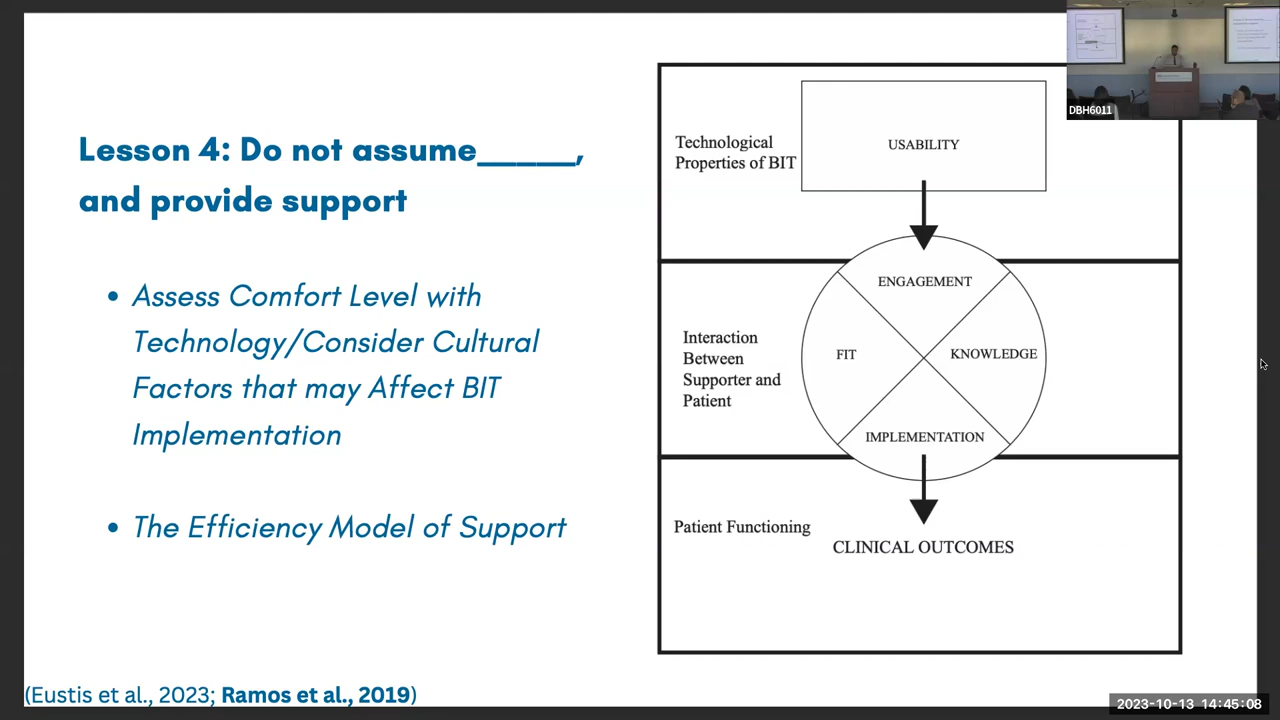 Lesson 4: Do not assume_____,
and provide support
• Assess Comfort Level with
Technology/Consider Cultural
Factors that may Affect BIT
Implementation
• The Efficiency Model of Support
(Eustis et al., 2023; Ramos et al., 2019)
Technological
Properties of BIT
USABILITY
ENGAGEMENT
Interaction
Between
Supporter and
Patient
FIT
KNOWLEDGE
IMPLEMENTATION
Patient Functioning
CLINICAL OUTCOMES
DBH6011
2023-10-13 14:45:08